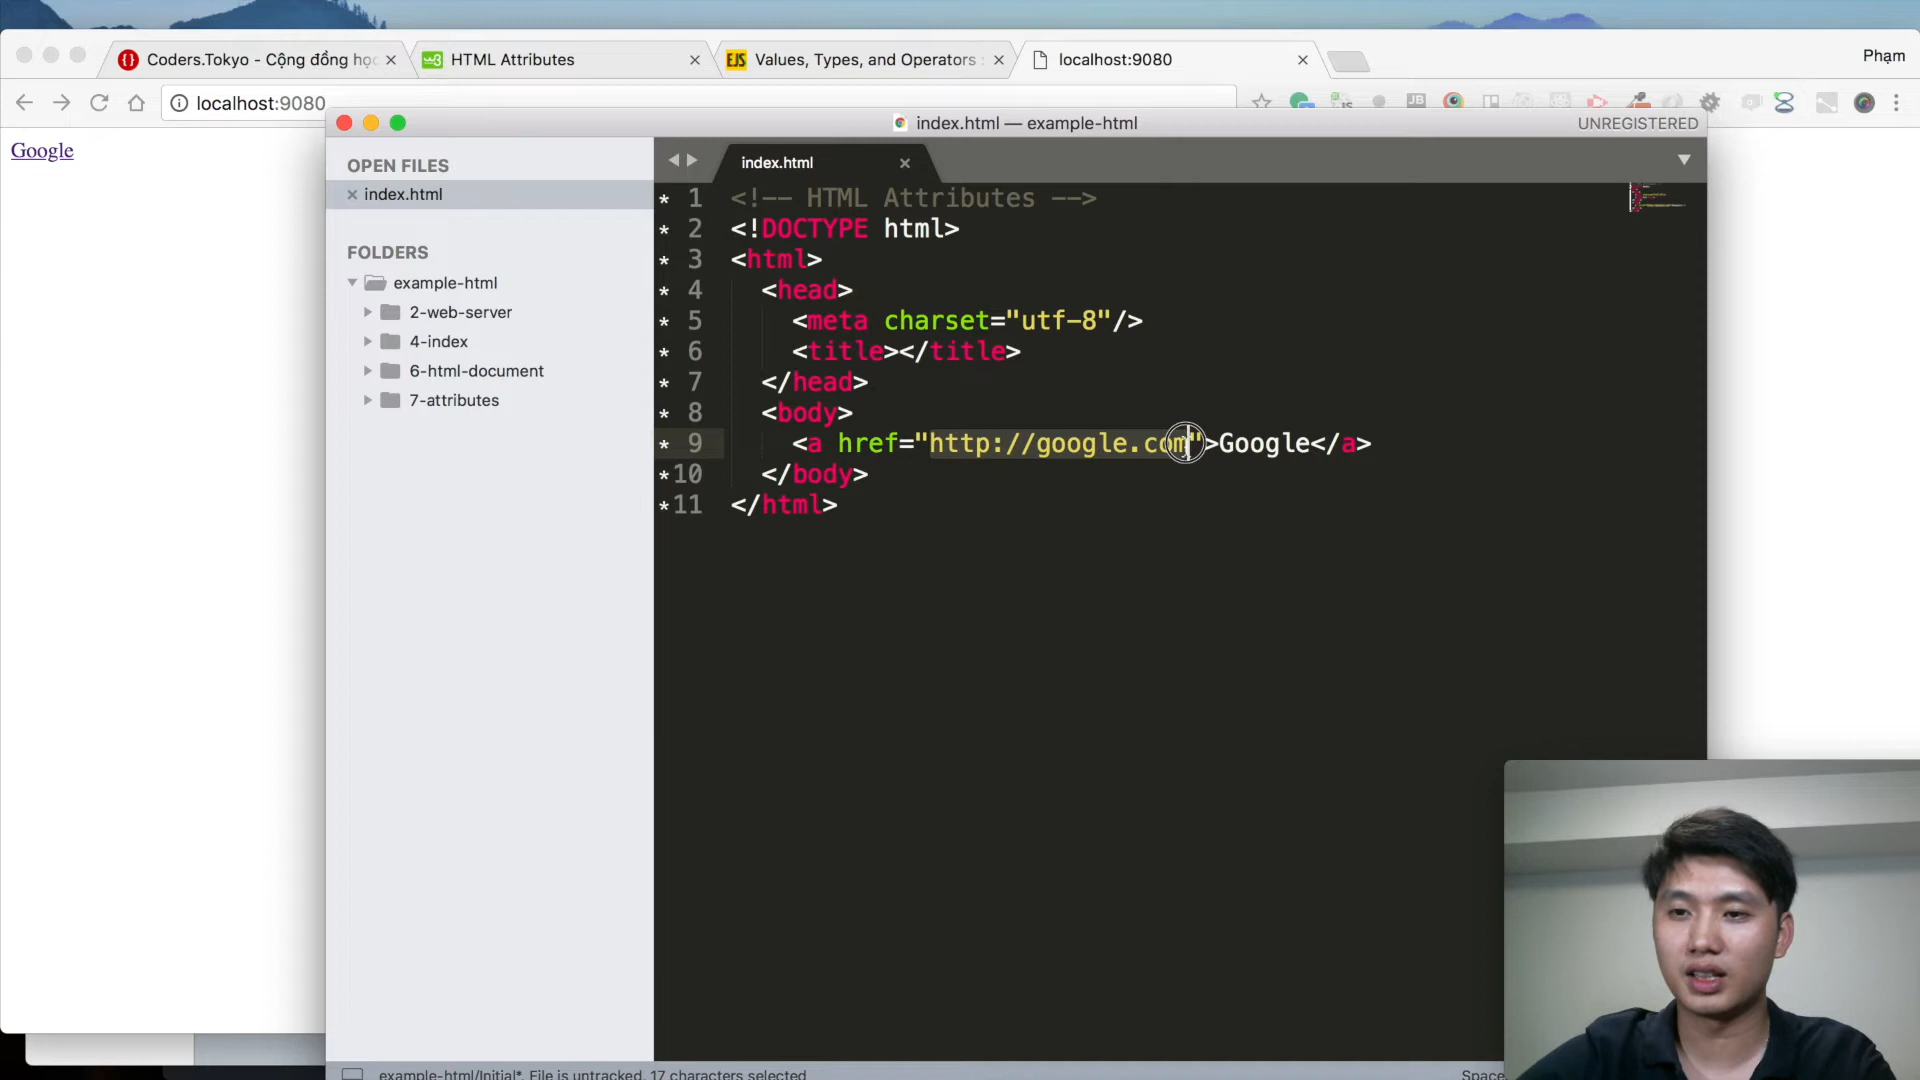 Coders.Tokyo - Cộng đồng học
HTML Attributes
Values, Types, and Operators :
localhost:9080
Phạm
localhost:9080
Google
index.html — example-html
UNREGISTERED
OPEN FILES
index.html
FOLDERS
example-html
2-web-server
4-index
6-html-document
7-attributes
index.html
* 1 <!-- HTML Attributes -->
* 2 <!DOCTYPE html>
* 3 <html>
* 4 <head>
* 5 <meta charset="utf-8"/>
* 6 <title></title>
* 7 </head>
* 8 <body>
* 9 <a href="http://google.com">Google</a>
*10 </body>
*11 </html>
example-html/Initial*, File is untracked, 17 characters selected
Space